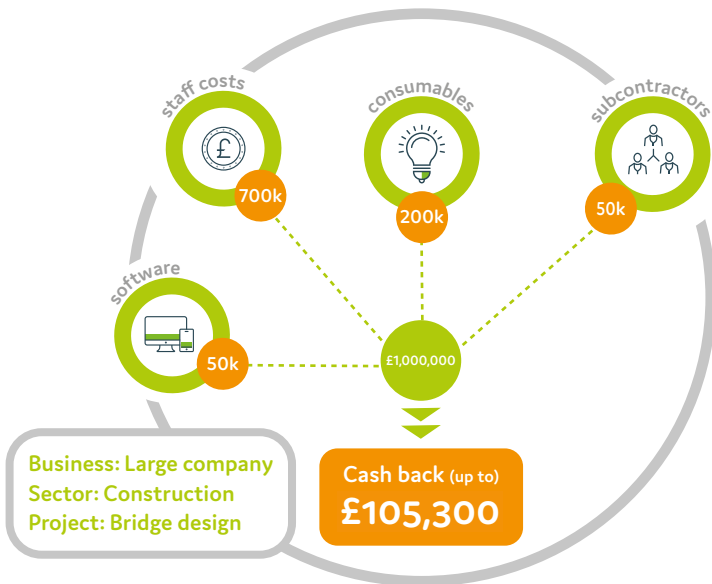 staff costs
£
700k
consumables
200k
subcontractors
50k
software
50k
£1,000,000
Business: Large company
Sector: Construction
Project: Bridge design
Cash back (up to)
£105,300